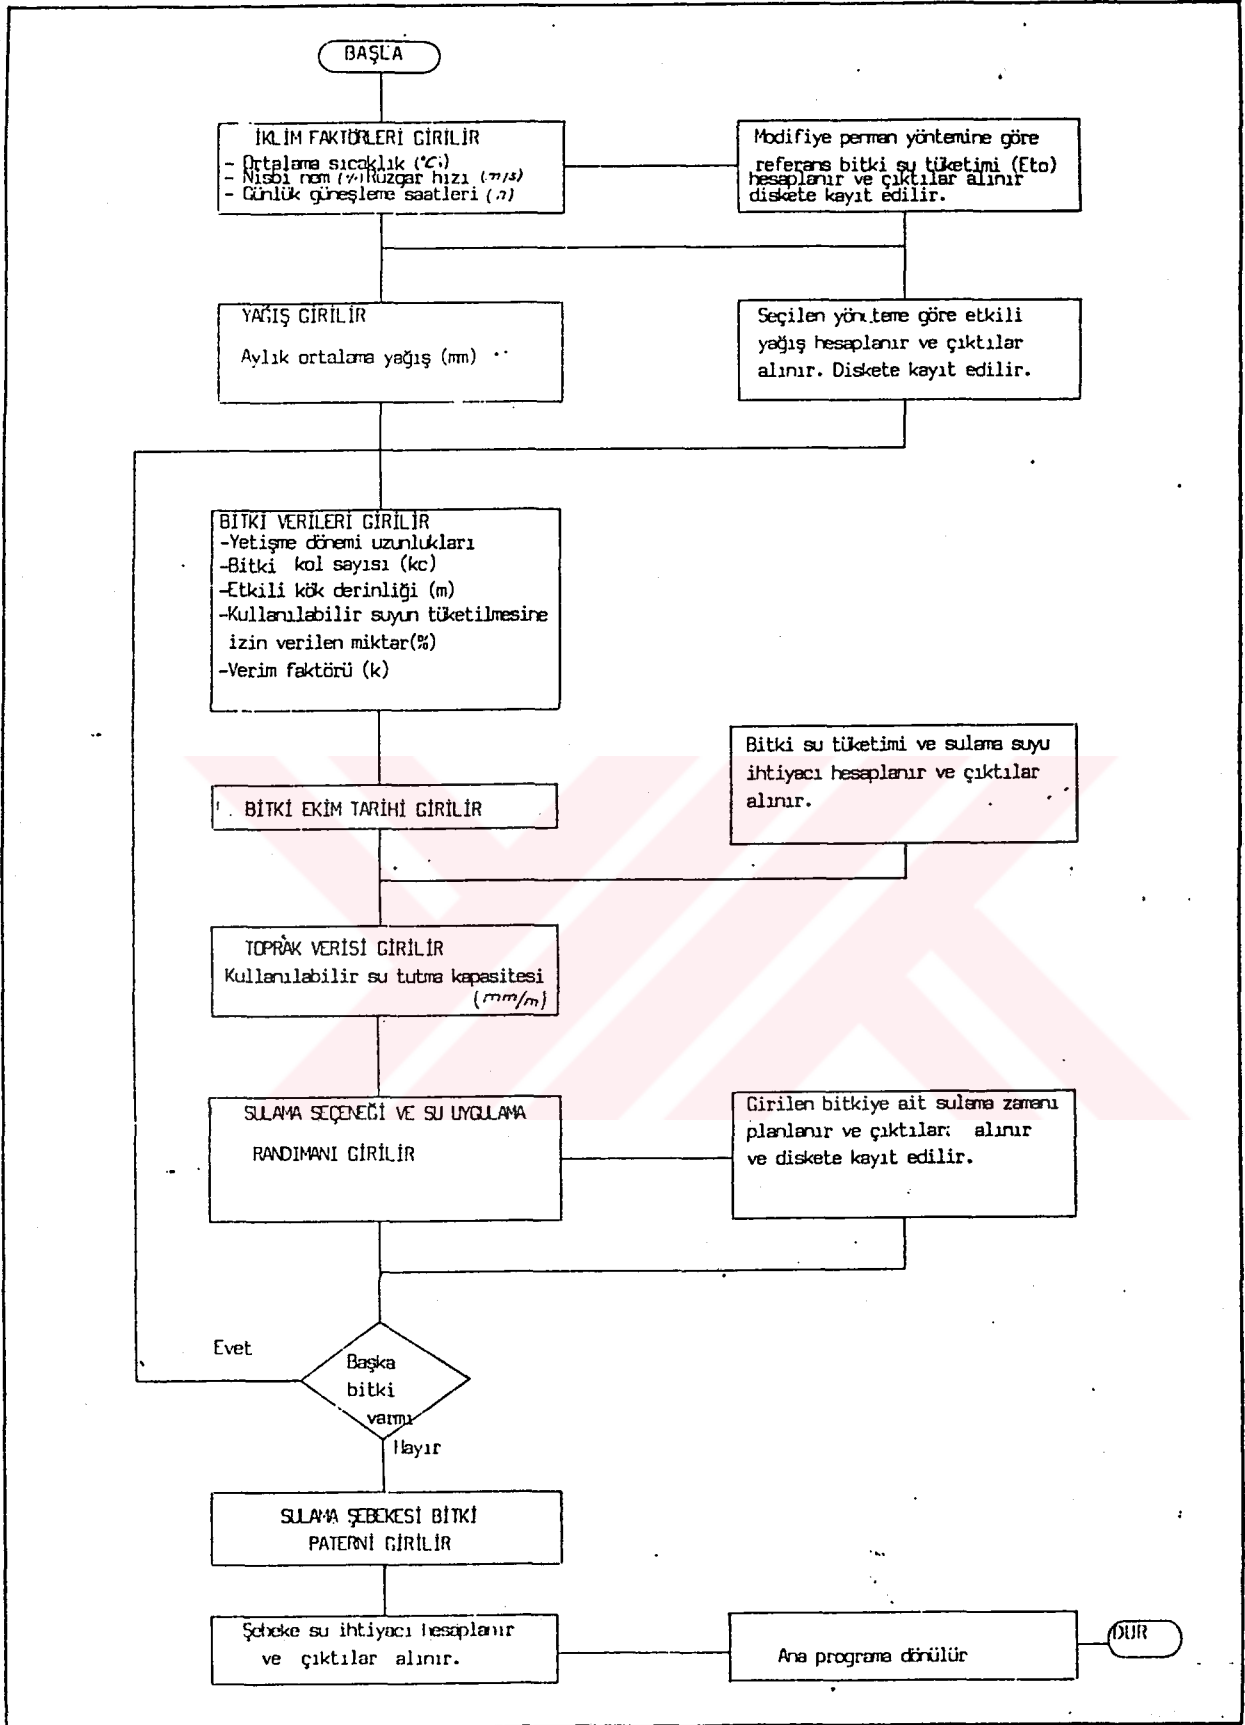 BAŞLA
İKLİM FAKTÖRLERİ GİRİLİR
- Ortalama sıcaklık (°C)
- Nisbi nem (%) Rüzgar hızı (m/s)
- Günlük güneşleme saatleri (n)
Modifiye penman yöntemine göre
referans bitki su tüketimi (Eto)
hesaplanır ve çıktılar alınır
diskete kayıt edilir.
YAĞIŞ GİRİLİR
Aylık ortalama yağış (mm)
Seçilen yönteme göre etkili
yağış hesaplanır ve çıktılar
alınır. Diskete kayıt edilir.
BİTKİ VERİLERİ GİRİLİR
-Yetişme dönemi uzunlukları
-Bitki kol sayısı (kc)
-Etkili kök derinliği (m)
-Kullanılabilir suyun tüketilmesine
izin verilen miktar(%)
-Verim faktörü (k)
Bitki su tüketimi ve sulama suyu
ihtiyacı hesaplanır ve çıktılar
alınır.
BİTKİ EKİM TARİHİ GİRİLİR
TOPRAK VERİSİ GİRİLİR
Kullanılabilir su tutma kapasitesi
(mm/m)
SULAMA SEÇENEĞİ VE SU UYGULAMA
RANDIMANI GİRİLİR
Girilen bitkiye ait sulama zamanı
planlanır ve çıktıları alınır
ve diskete kayıt edilir.
Evet
Başka
bitki
varmı
Hayır
SULAMA ŞEBEKESİ BİTKİ
PATERNİ GİRİLİR
Şebeke su ihtiyacı hesaplanır
ve çıktılar alınır.
Ana programa dönülür
DUR